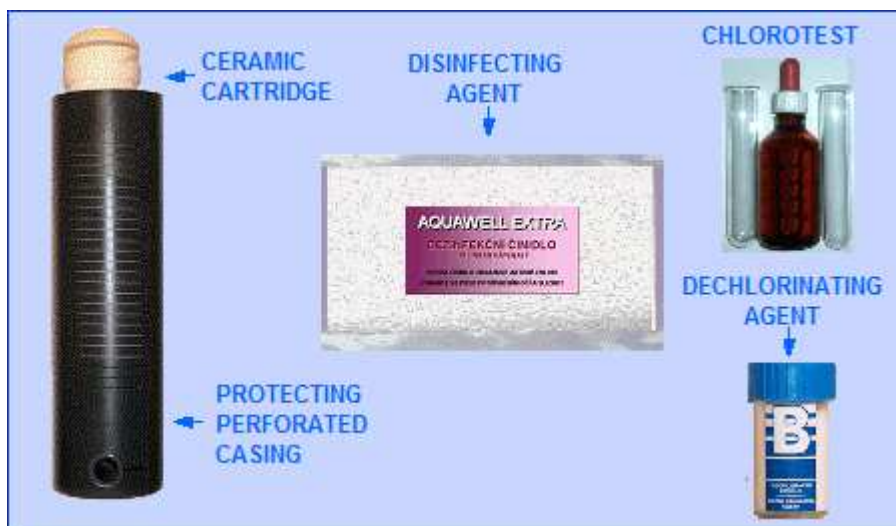 CERAMIC
CARTRIDGE
DISINFECTING
AGENT
CHLOROTEST
AQUAWELL EXTRA
DEZINFEKČNÍ ČINIDLO
DECHLORINATING
AGENT
PROTECTING
PERFORATED
CASING
B